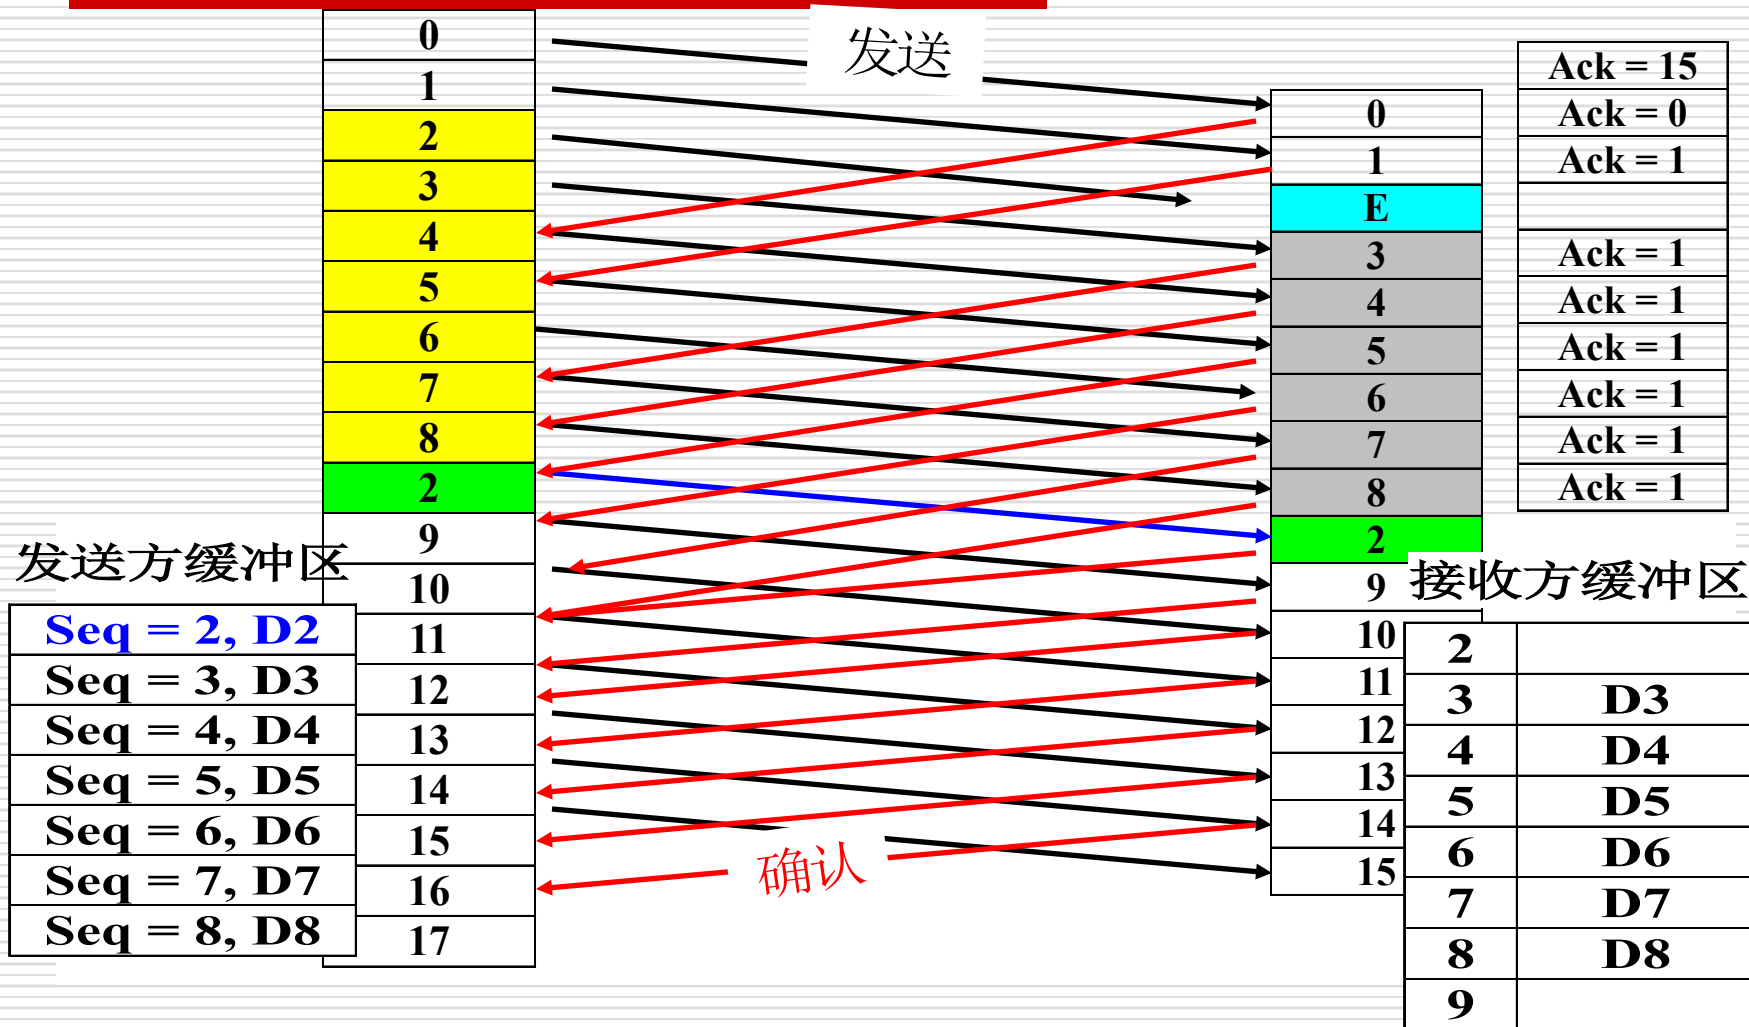 发送
0
1
2
3
4
5
6
7
8
2
9
10
11
12
13
14
15
16
17
0
1
E
3
4
5
6
7
8
2
9
10
11
12
13
14
15
Ack = 15
Ack = 0
Ack = 1
Ack = 1
Ack = 1
Ack = 1
Ack = 1
Ack = 1
Ack = 1
发送方缓冲区
Seq = 2, D2
Seq = 3, D3
Seq = 4, D4
Seq = 5, D5
Seq = 6, D6
Seq = 7, D7
Seq = 8, D8
接收方缓冲区
2
3 D3
4 D4
5 D5
6 D6
7 D7
8 D8
9
确认